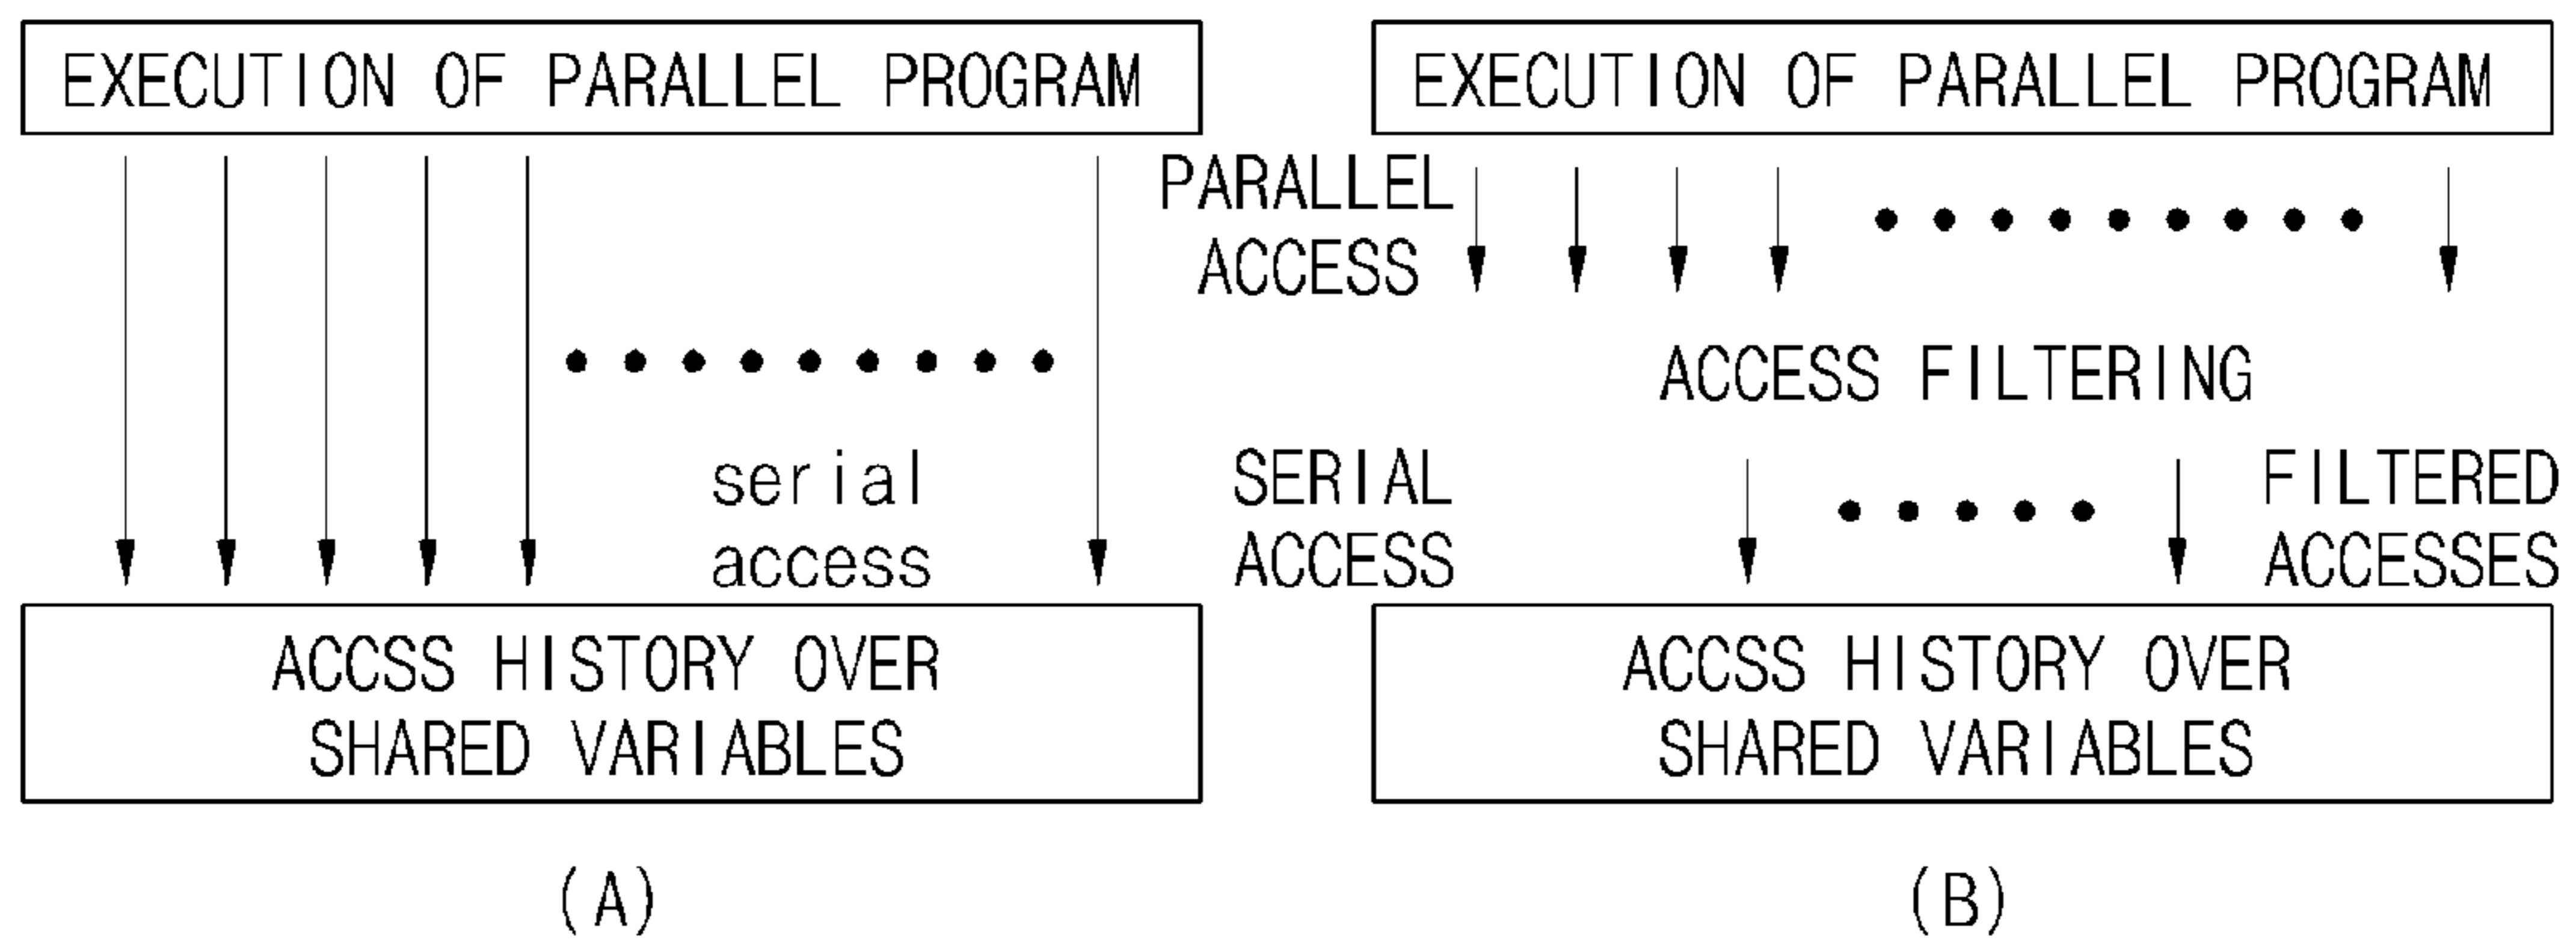 EXECUTION OF PARALLEL PROGRAM
serial
access
ACCSS HISTORY OVER
SHARED VARIABLES
(A)
EXECUTION OF PARALLEL PROGRAM
PARALLEL
ACCESS
ACCESS FILTERING
SERIAL
ACCESS
FILTERED
ACCESSES
ACCSS HISTORY OVER
SHARED VARIABLES
(B)